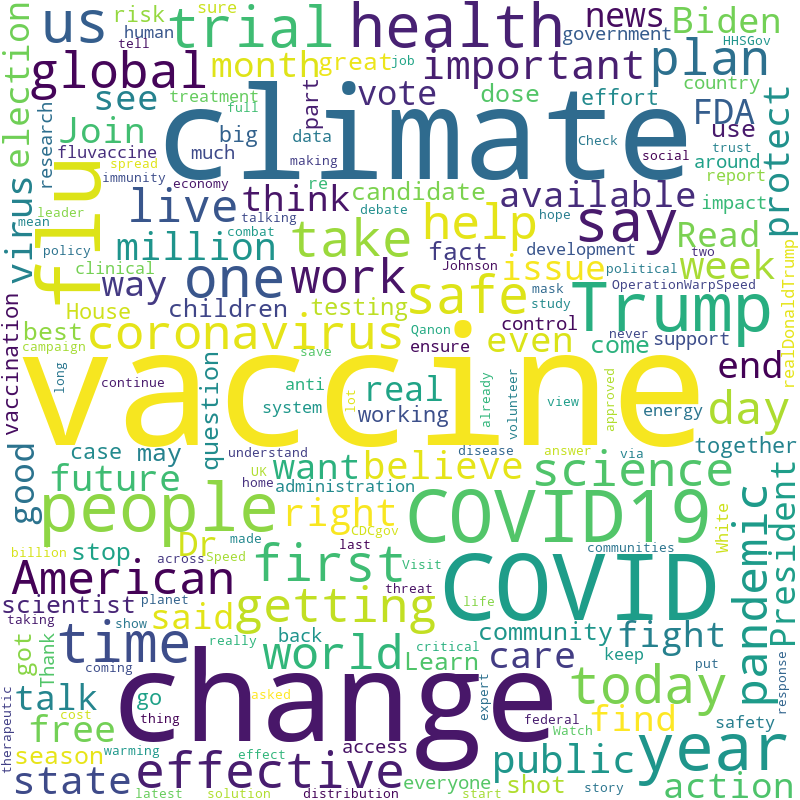 sure
risk
human
tell
us
trial
health
job
news
government
HHSGov
Biden
election
global
month
great
important
plan
country
see
treatment
full
part
vote
dose
effort
FDA
research
Join
big
data
Check
use
trust
protect
fluvaccine
much
making
social
around
climate
spread
immunity
economy
re
think
candidate
available
report
impact
virus
leader
mean
flu
live
talking
debate
hope
say
Read
policy
combat
take
help
million
fact
development
two
clinical
way
one
work
Johnson
issue
political
week
House
children
testing
safe
mask
study
OperationWarpSpeed
realDonaldTrump
best
campaign
coronavirus
Qanon
ensure
control
even
never
Trump
come
support
vaccination
save
long
continue
vaccine
end
anti
real
already
volunteer
view
approved
energy
day
question
system
lot
working
good
case
may
understand
disease
answer
via
together
future
UK
home
want
believe
science
administration
people
made
right
COVID19
CDCgov
White
pandemic
President
billion
stop
across
Dr
Speed
last
first
Visit
communities
American
threat
COVID
scientist
planet
life
taking
show
said
getting
got
Thank
time
really
back
world
critical
community
fight
Learn
care
keep
put
coming
response
therapeutic
talk
go
asked
change
expert
today
free
cost
thing
federal
find
safety
season
warming
effect
access
Watch
public
year
state
effective
everyone
shot
action
latest
solution
distribution
start
story